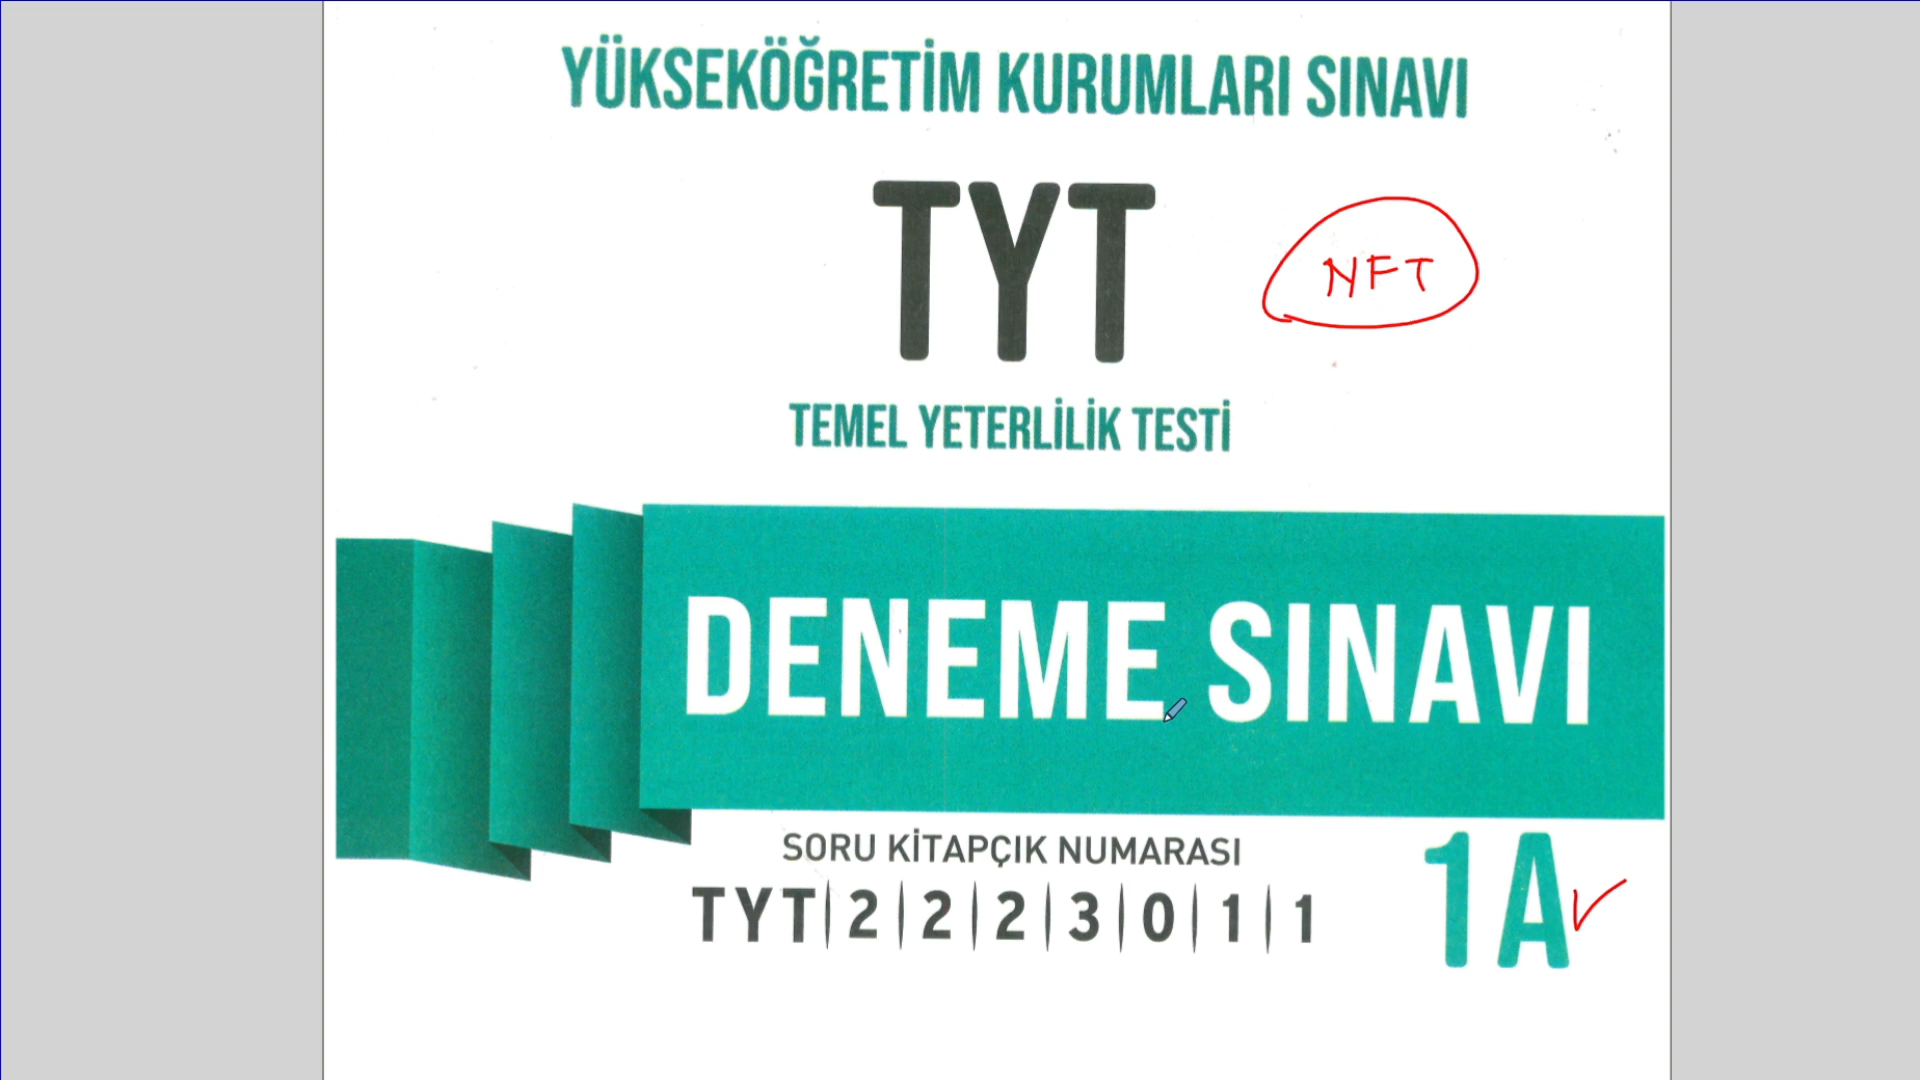 YÜKSEKÖĞRETİM KURUMLARI SINAVI
TYT
NFT
TEMEL YETERLİLİK TESTİ
DENEME SINAVI
SORU KİTAPÇIK NUMARASI
TYT|2|2|2|3|0|1|1
1A